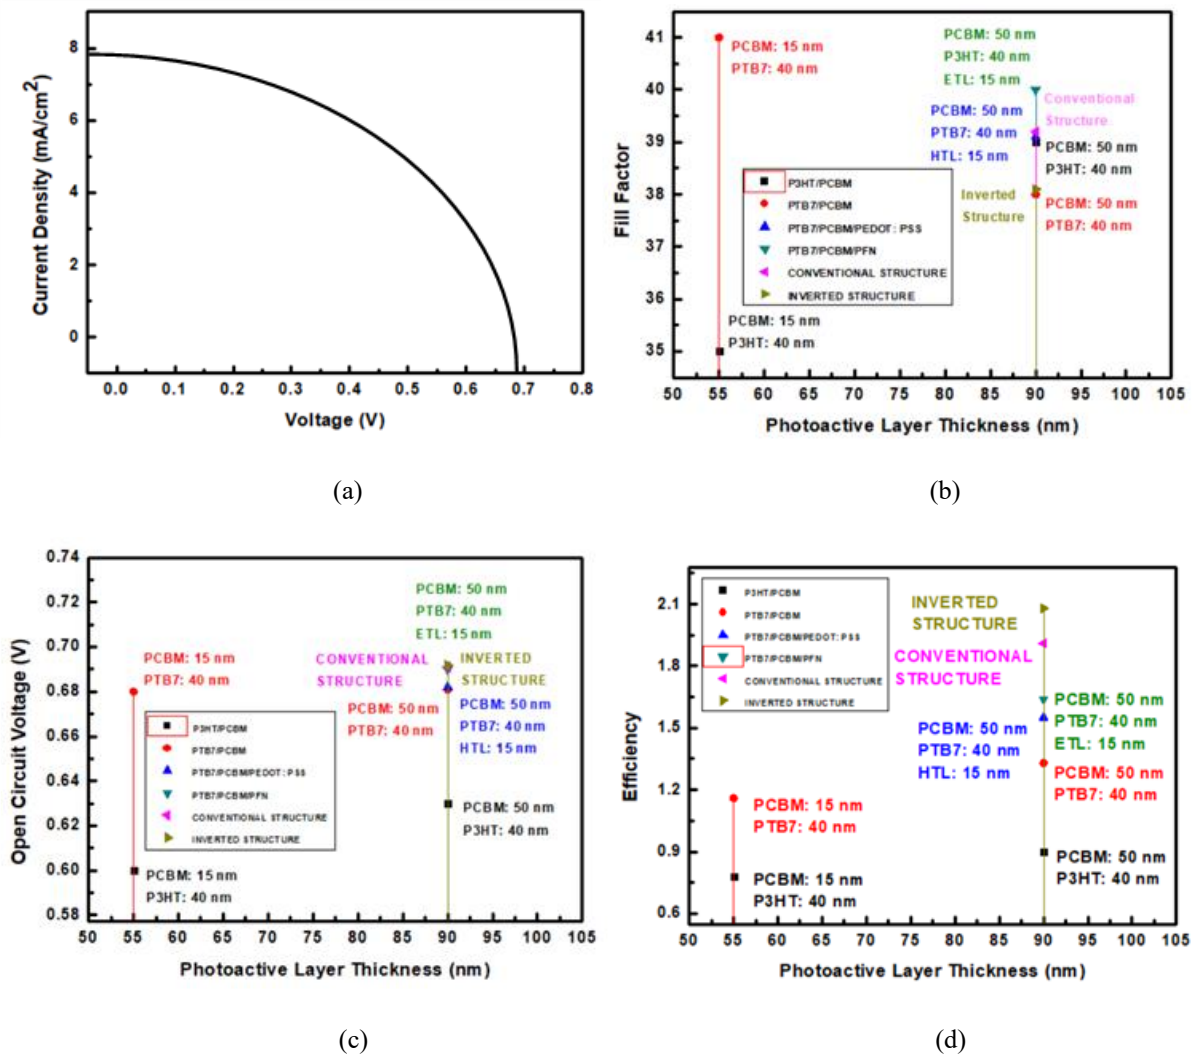 8
6
4
2
0
0.0 0.1 0.2 0.3 0.4 0.5 0.6 0.7 0.8
Current Density (mA/cm2)
Voltage (V)
(a)
41
40
39
38
37
36
35
50 55 60 65 70 75 80 85 90 95 100 105
Fill Factor
Photoactive Layer Thickness (nm)
PCBM: 15 nm
PTB7: 40 nm
PCBM: 50 nm
P3HT: 40 nm
ETL: 15 nm
PCBM: 50 nm
PTB7: 40 nm
HTL: 15 nm
Conventional
Structure
PCBM: 50 nm
P3HT: 40 nm
Inverted
Structure
PCBM: 50 nm
PTB7: 40 nm
P3HT/PCBM
PTB7/PCBM
PTB7/PCBM/PEDOT: PSS
PTB7/PCBM/PFN
CONVENTIONAL STRUCTURE
INVERTED STRUCTURE
PCBM: 15 nm
P3HT: 40 nm
(b)
0.74
0.72
0.70
0.68
0.66
0.64
0.62
0.60
0.58
50 55 60 65 70 75 80 85 90 95 100 105
Open Circuit Voltage (V)
Photoactive Layer Thickness (nm)
PCBM: 50 nm
PTB7: 40 nm
ETL: 15 nm
PCBM: 15 nm
PTB7: 40 nm
CONVENTIONAL
STRUCTURE
INVERTED
STRUCTURE
PCBM: 50 nm
PTB7: 40 nm
PCBM: 50 nm
PTB7: 40 nm
HTL: 15 nm
P3HT/PCBM
PTB7/PCBM
PTB7/PCBM/PEDOT: PSS
PTB7/PCBM/PFN
CONVENTIONAL STRUCTURE
INVERTED STRUCTURE
PCBM: 50 nm
P3HT: 40 nm
PCBM: 15 nm
P3HT: 40 nm
(c)
2.1
1.8
1.5
1.2
0.9
0.6
50 55 60 65 70 75 80 85 90 95 100 105
Efficiency
Photoactive Layer Thickness (nm)
P3HT/PCBM
PTB7/PCBM
PTB7/PCBM/PEDOT: PSS
PTB7/PCBM/PFN
CONVENTIONAL STRUCTURE
INVERTED STRUCTURE
INVERTED
STRUCTURE
CONVENTIONAL
STRUCTURE
PCBM: 50 nm
PTB7: 40 nm
HTL: 15 nm
PCBM: 50 nm
PTB7: 40 nm
ETL: 15 nm
PCBM: 50 nm
PTB7: 40 nm
PCBM: 15 nm
PTB7: 40 nm
PCBM: 50 nm
P3HT: 40 nm
PCBM: 15 nm
P3HT: 40 nm
(d)